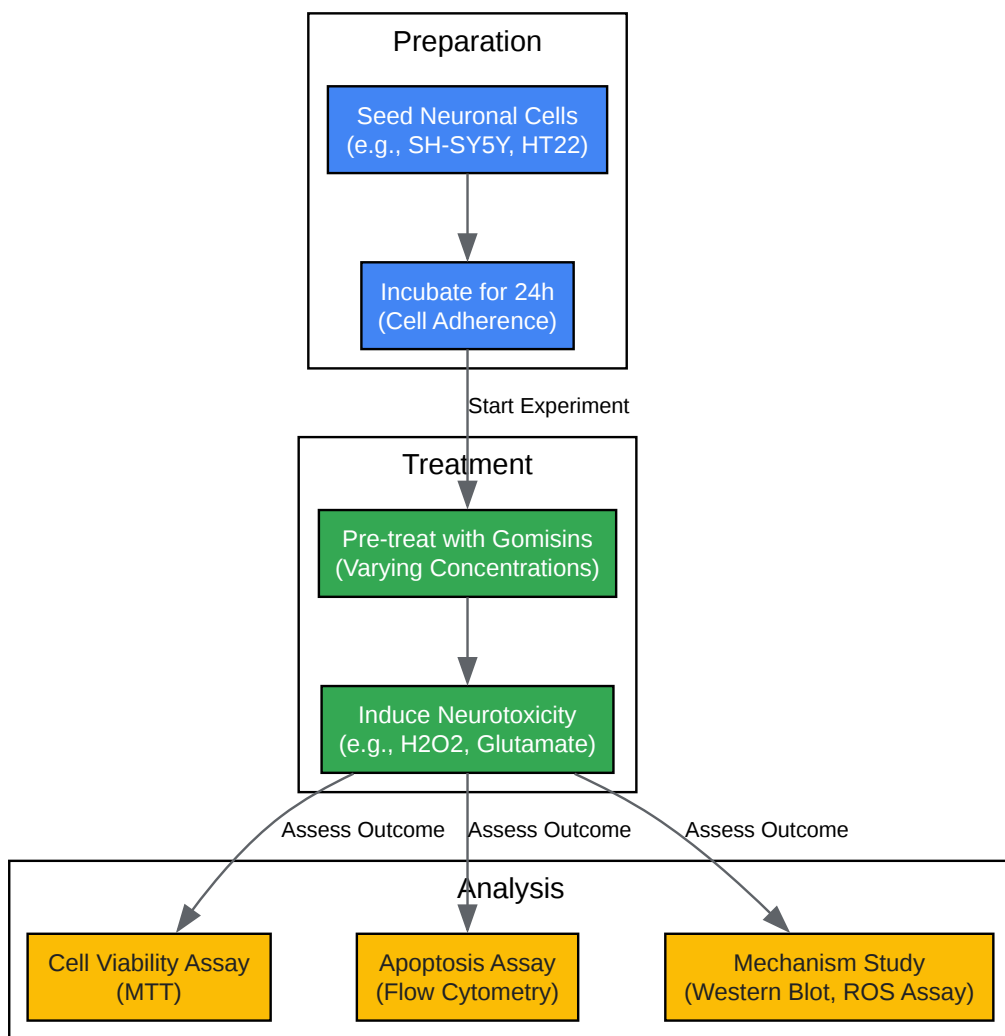 Preparation
Seed Neuronal Cells
(e.g., SH-SY5Y, HT22)
Incubate for 24h
(Cell Adherence)
Start Experiment
Treatment
Pre-treat with Gomisins
(Varying Concentrations)
Induce Neurotoxicity
(e.g., H2O2, Glutamate)
Assess Outcome
Assess Outcome
Assess Outcome
Analysis
Cell Viability Assay
(MTT)
Apoptosis Assay
(Flow Cytometry)
Mechanism Study
(Western Blot, ROS Assay)